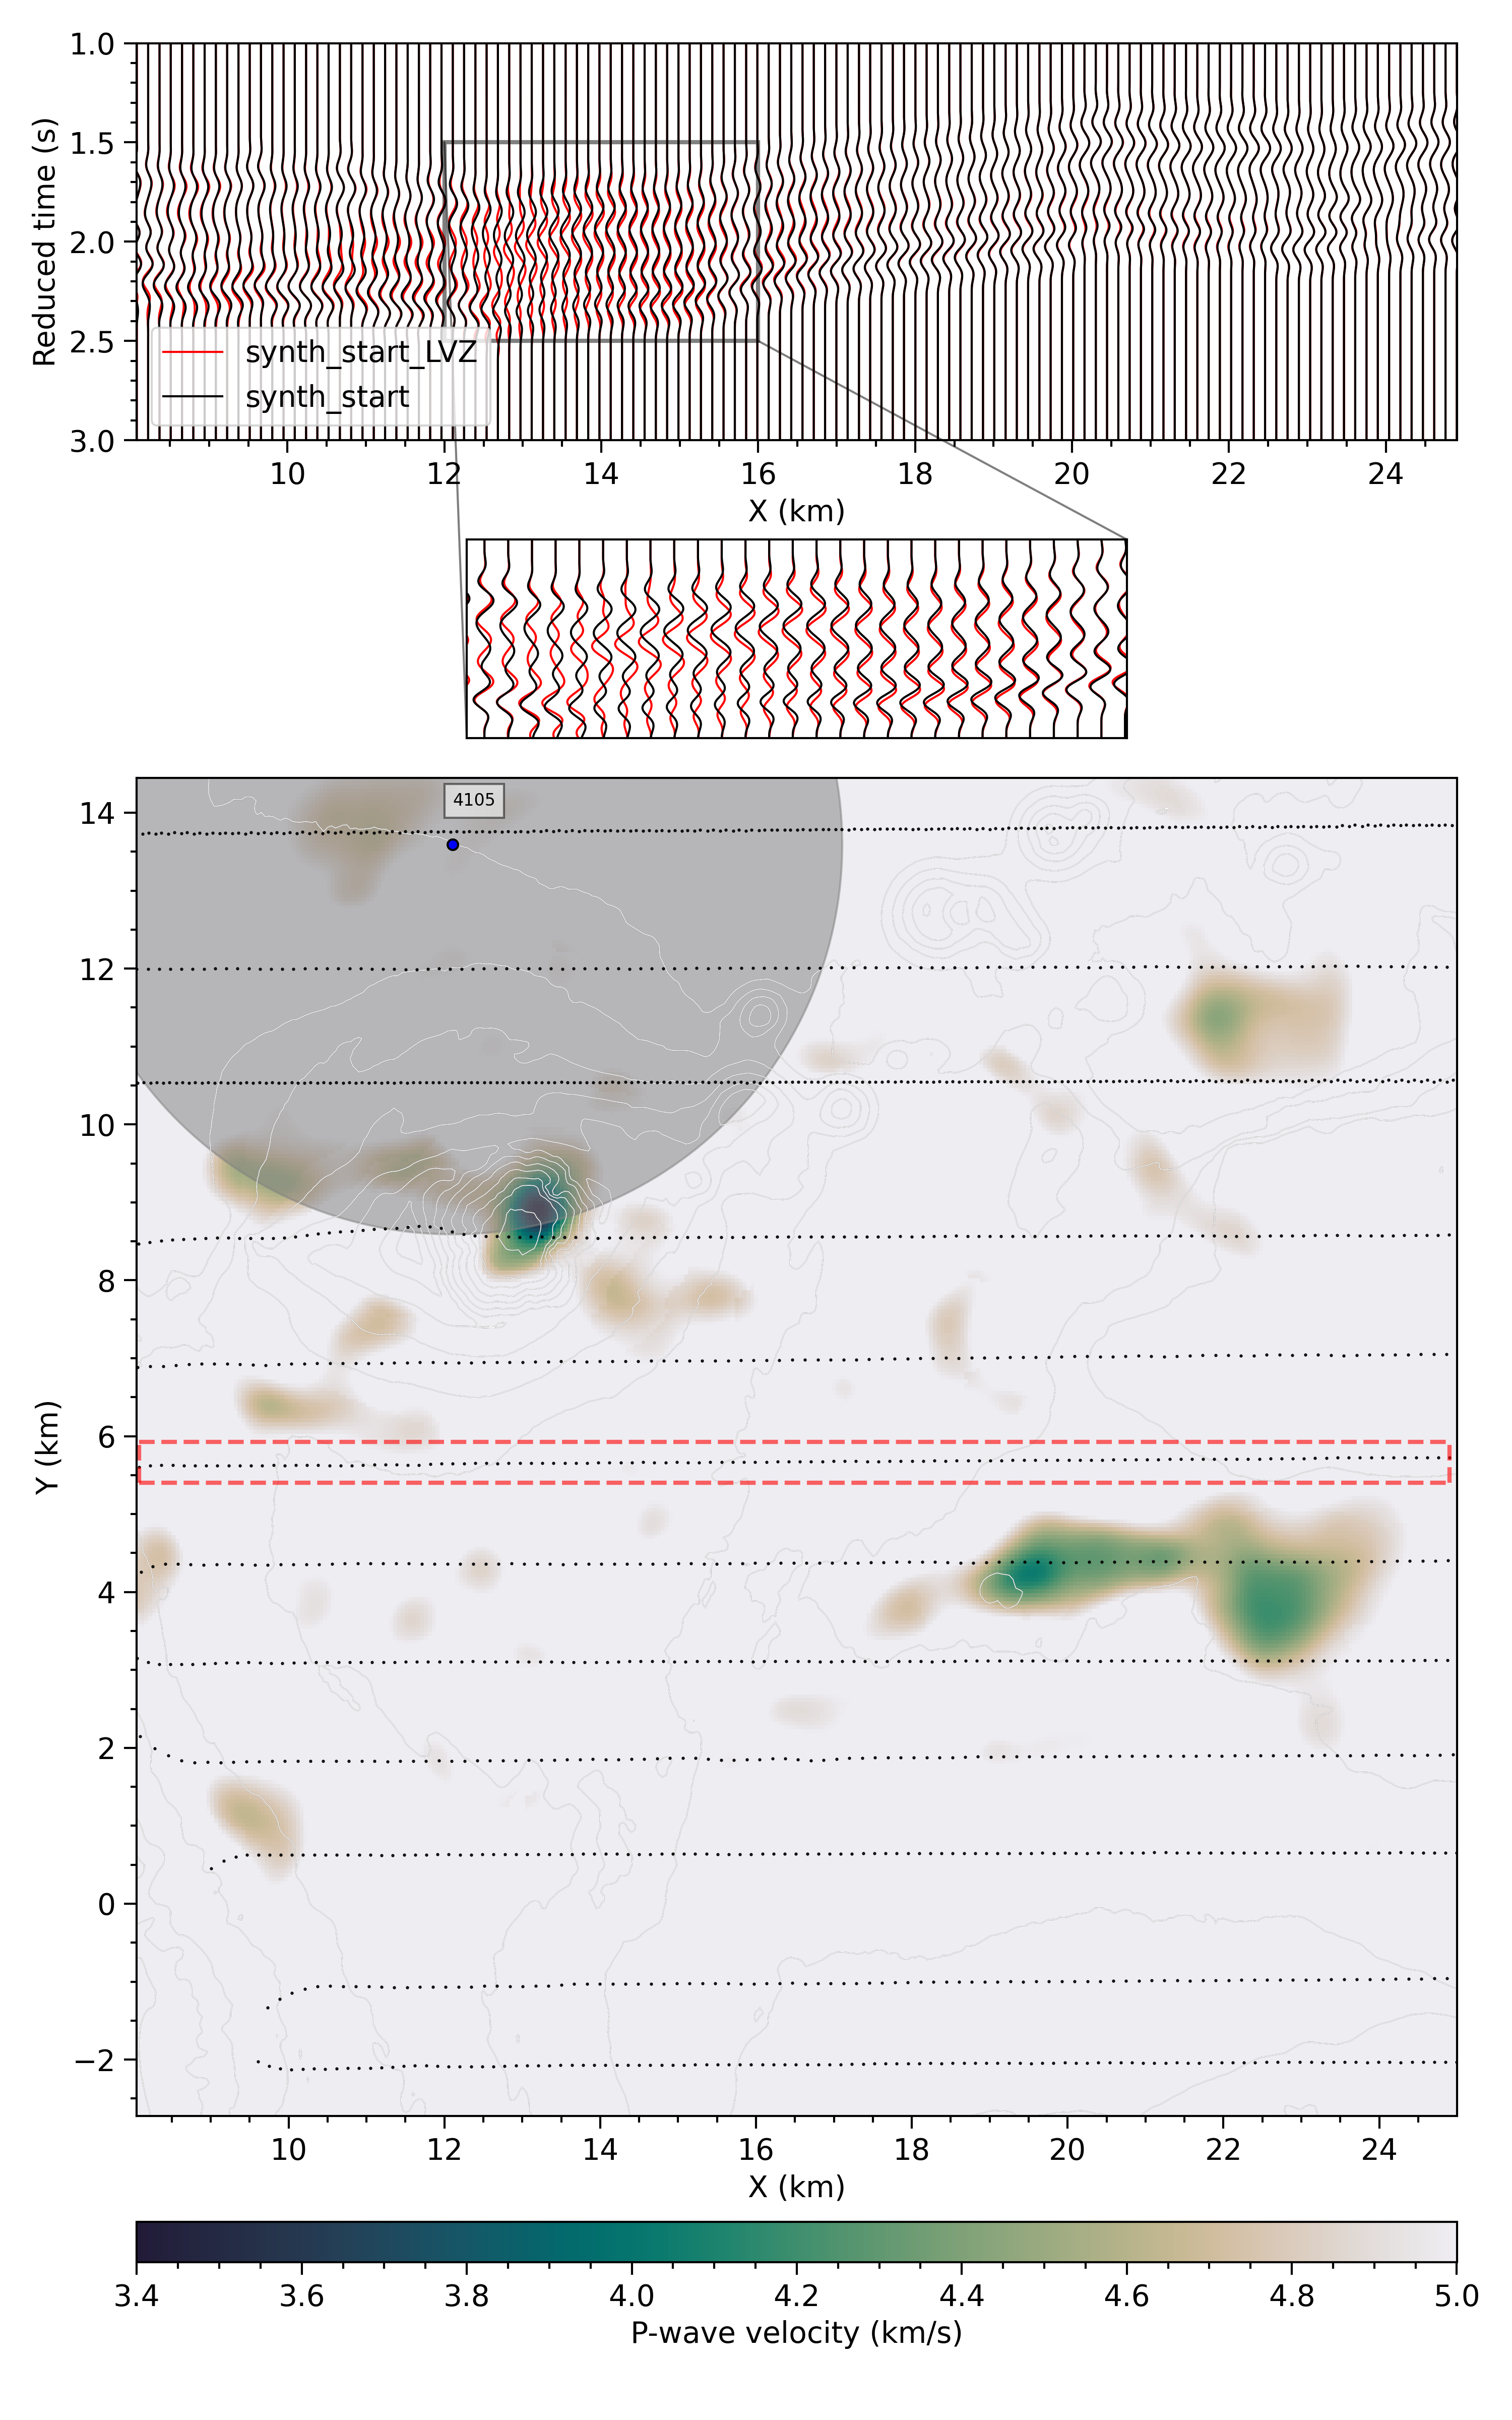 1.0
1.5
2.0
2.5
3.0
Reduced time (s)
synth_start_LVZ
synth_start
10 12 14 16 18 20 22 24
X (km)
4105
14
12
10
8
6
4
2
0
−2
Y (km)
10 12 14 16 18 20 22 24
X (km)
3.4 3.6 3.8 4.0 4.2 4.4 4.6 4.8 5.0
P-wave velocity (km/s)